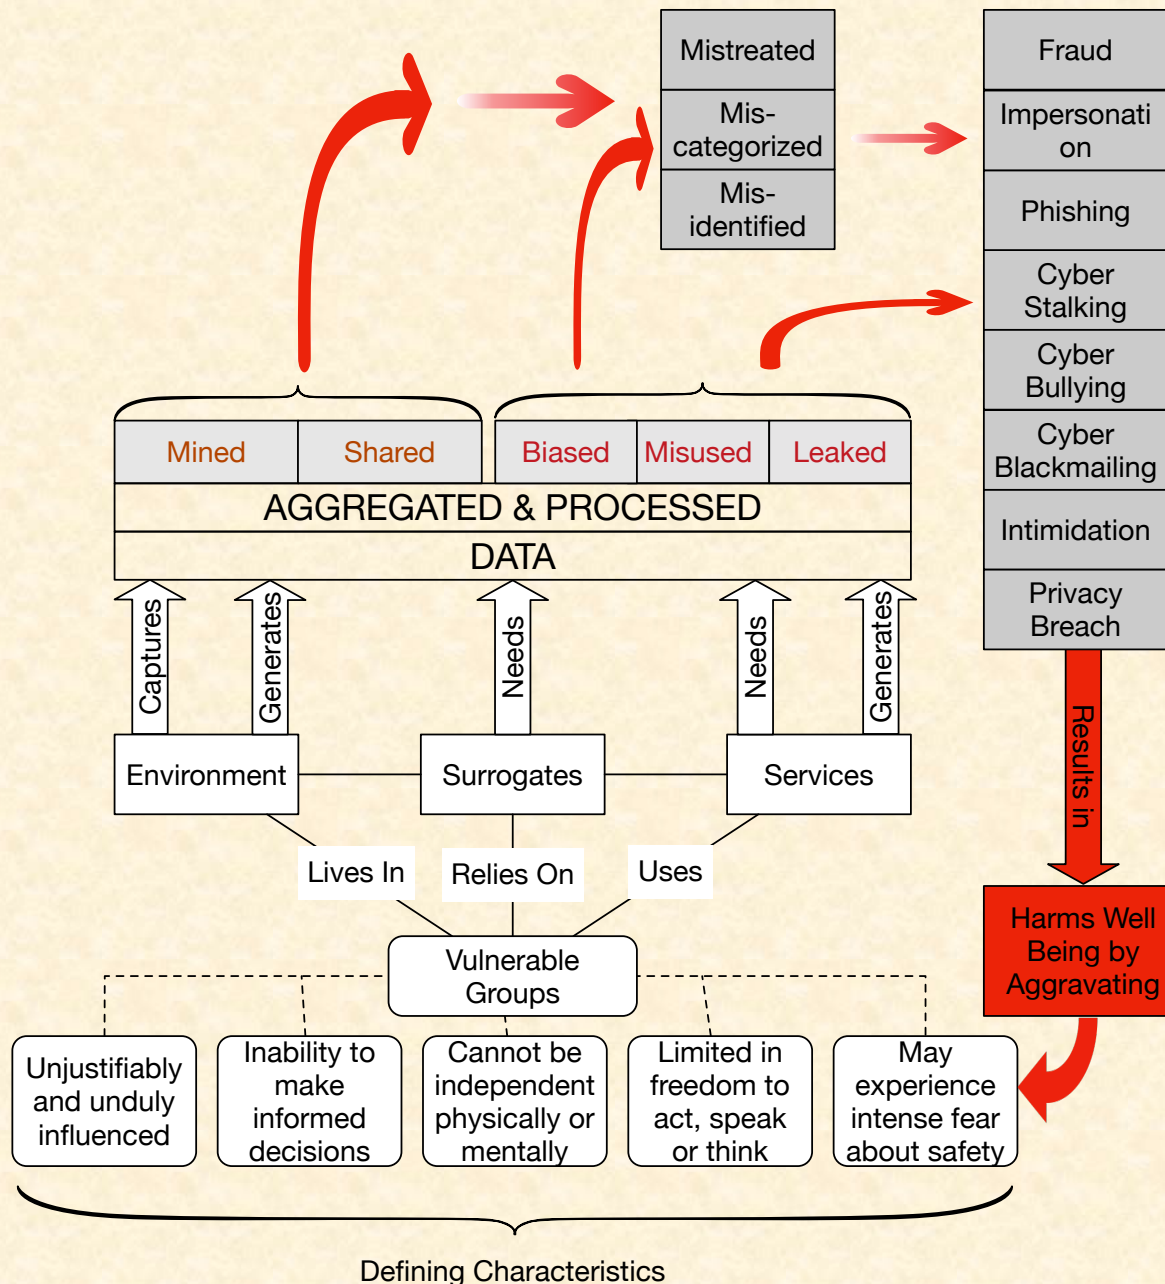 Mistreated
Mis-
categorized
Mis-
identified
Fraud
Impersonati
on
Phishing
Cyber
Stalking
Cyber
Bullying
Cyber
Blackmailing
Intimidation
Privacy
Breach
Mined
Shared
Biased
Misused
Leaked
AGGREGATED & PROCESSED
DATA
Captures
Generates
Needs
Needs
Generates
Results in
Environment
Surrogates
Services
Lives In
Relies On
Uses
Harms Well
Being by
Aggravating
Vulnerable
Groups
Unjustifiably
and unduly
influenced
Inability to
make
informed
decisions
Cannot be
independent
physically or
mentally
Limited in
freedom to
act, speak
or think
May
experience
intense fear
about safety
Defining Characteristics